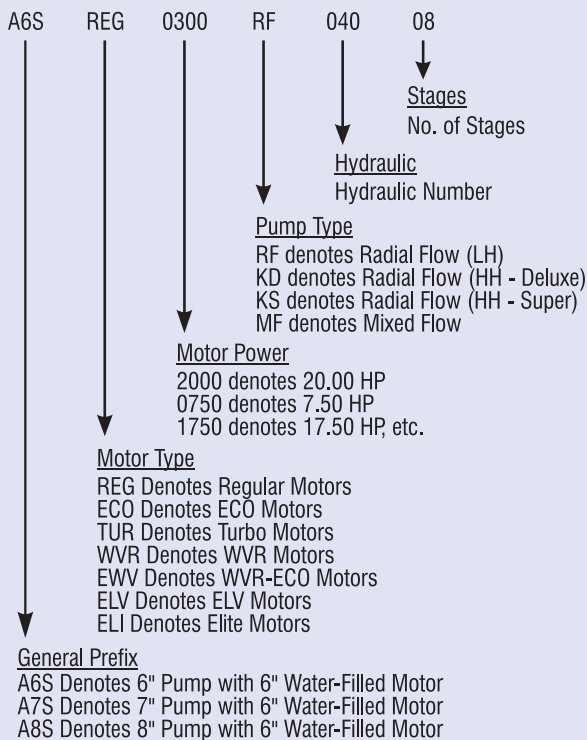 A6S REG 0300 RF 040 08
Stages
No. of Stages
Hydraulic
Hydraulic Number
Pump Type
RF denotes Radial Flow (LH)
KD denotes Radial Flow (HH - Deluxe)
KS denotes Radial Flow (HH - Super)
MF denotes Mixed Flow
Motor Power
2000 denotes 20.00 HP
0750 denotes 7.50 HP
1750 denotes 17.50 HP, etc.
Motor Type
REG Denotes Regular Motors
ECO Denotes ECO Motors
TUR Denotes Turbo Motors
WVR Denotes WVR Motors
EWV Denotes WVR-ECO Motors
ELV Denotes ELV Motors
ELI Denotes Elite Motors
General Prefix
A6S Denotes 6" Pump with 6" Water-Filled Motor
A7S Denotes 7" Pump with 6" Water-Filled Motor
A8S Denotes 8" Pump with 6" Water-Filled Motor